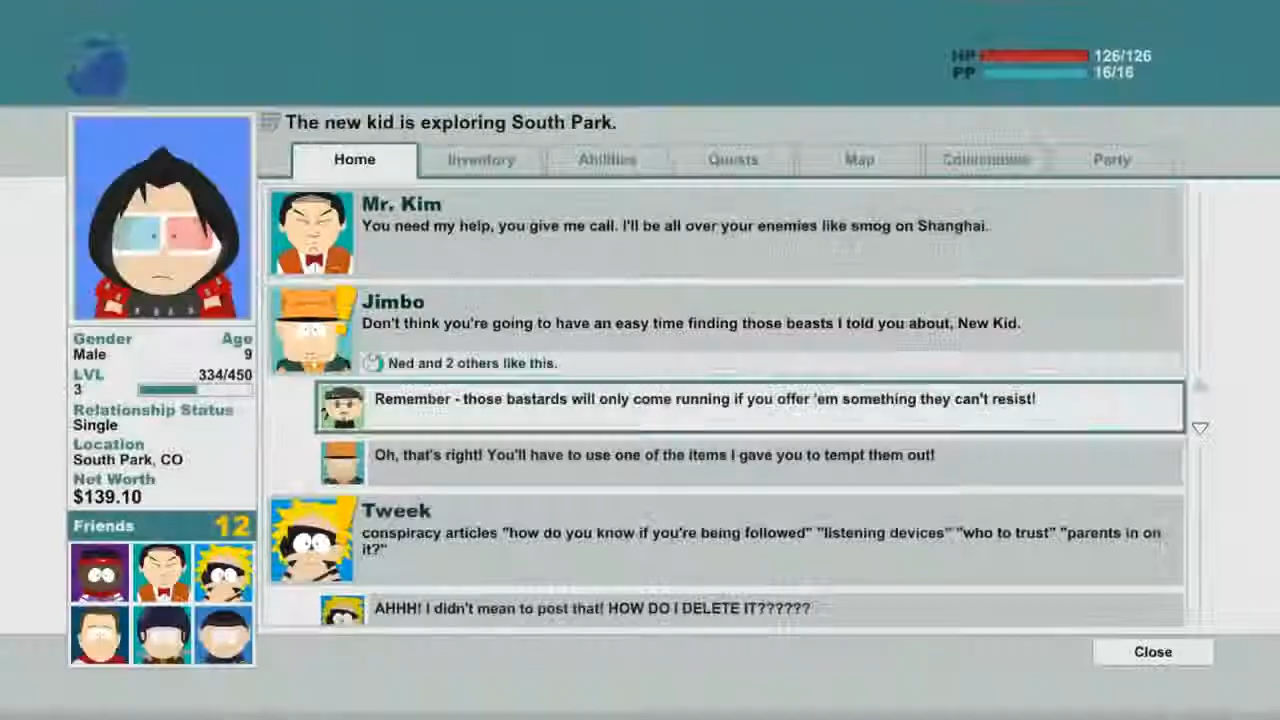 HP 126/126
PP 16/16
The new kid is exploring South Park.
Home Inventory Abilities Quests Map Communities Party
Gender Age
Male 9
LVL 334/450
3
Relationship Status
Single
Location
South Park, CO
Net Worth
$139.10
Friends 12
Mr. Kim
You need my help, you give me call. I'll be all over your enemies like smog on Shanghai.
Jimbo
Don't think you're going to have an easy time finding those beasts I told you about, New Kid.
Ned and 2 others like this.
Remember - those bastards will only come running if you offer 'em something they can't resist!
Oh, that's right! You'll have to use one of the items I gave you to tempt them out!
Tweek
conspiracy articles "how do you know if you're being followed" "listening devices" "who to trust" "parents in on
it?"
AHHH! I didn't mean to post that! HOW DO I DELETE IT??????
Close